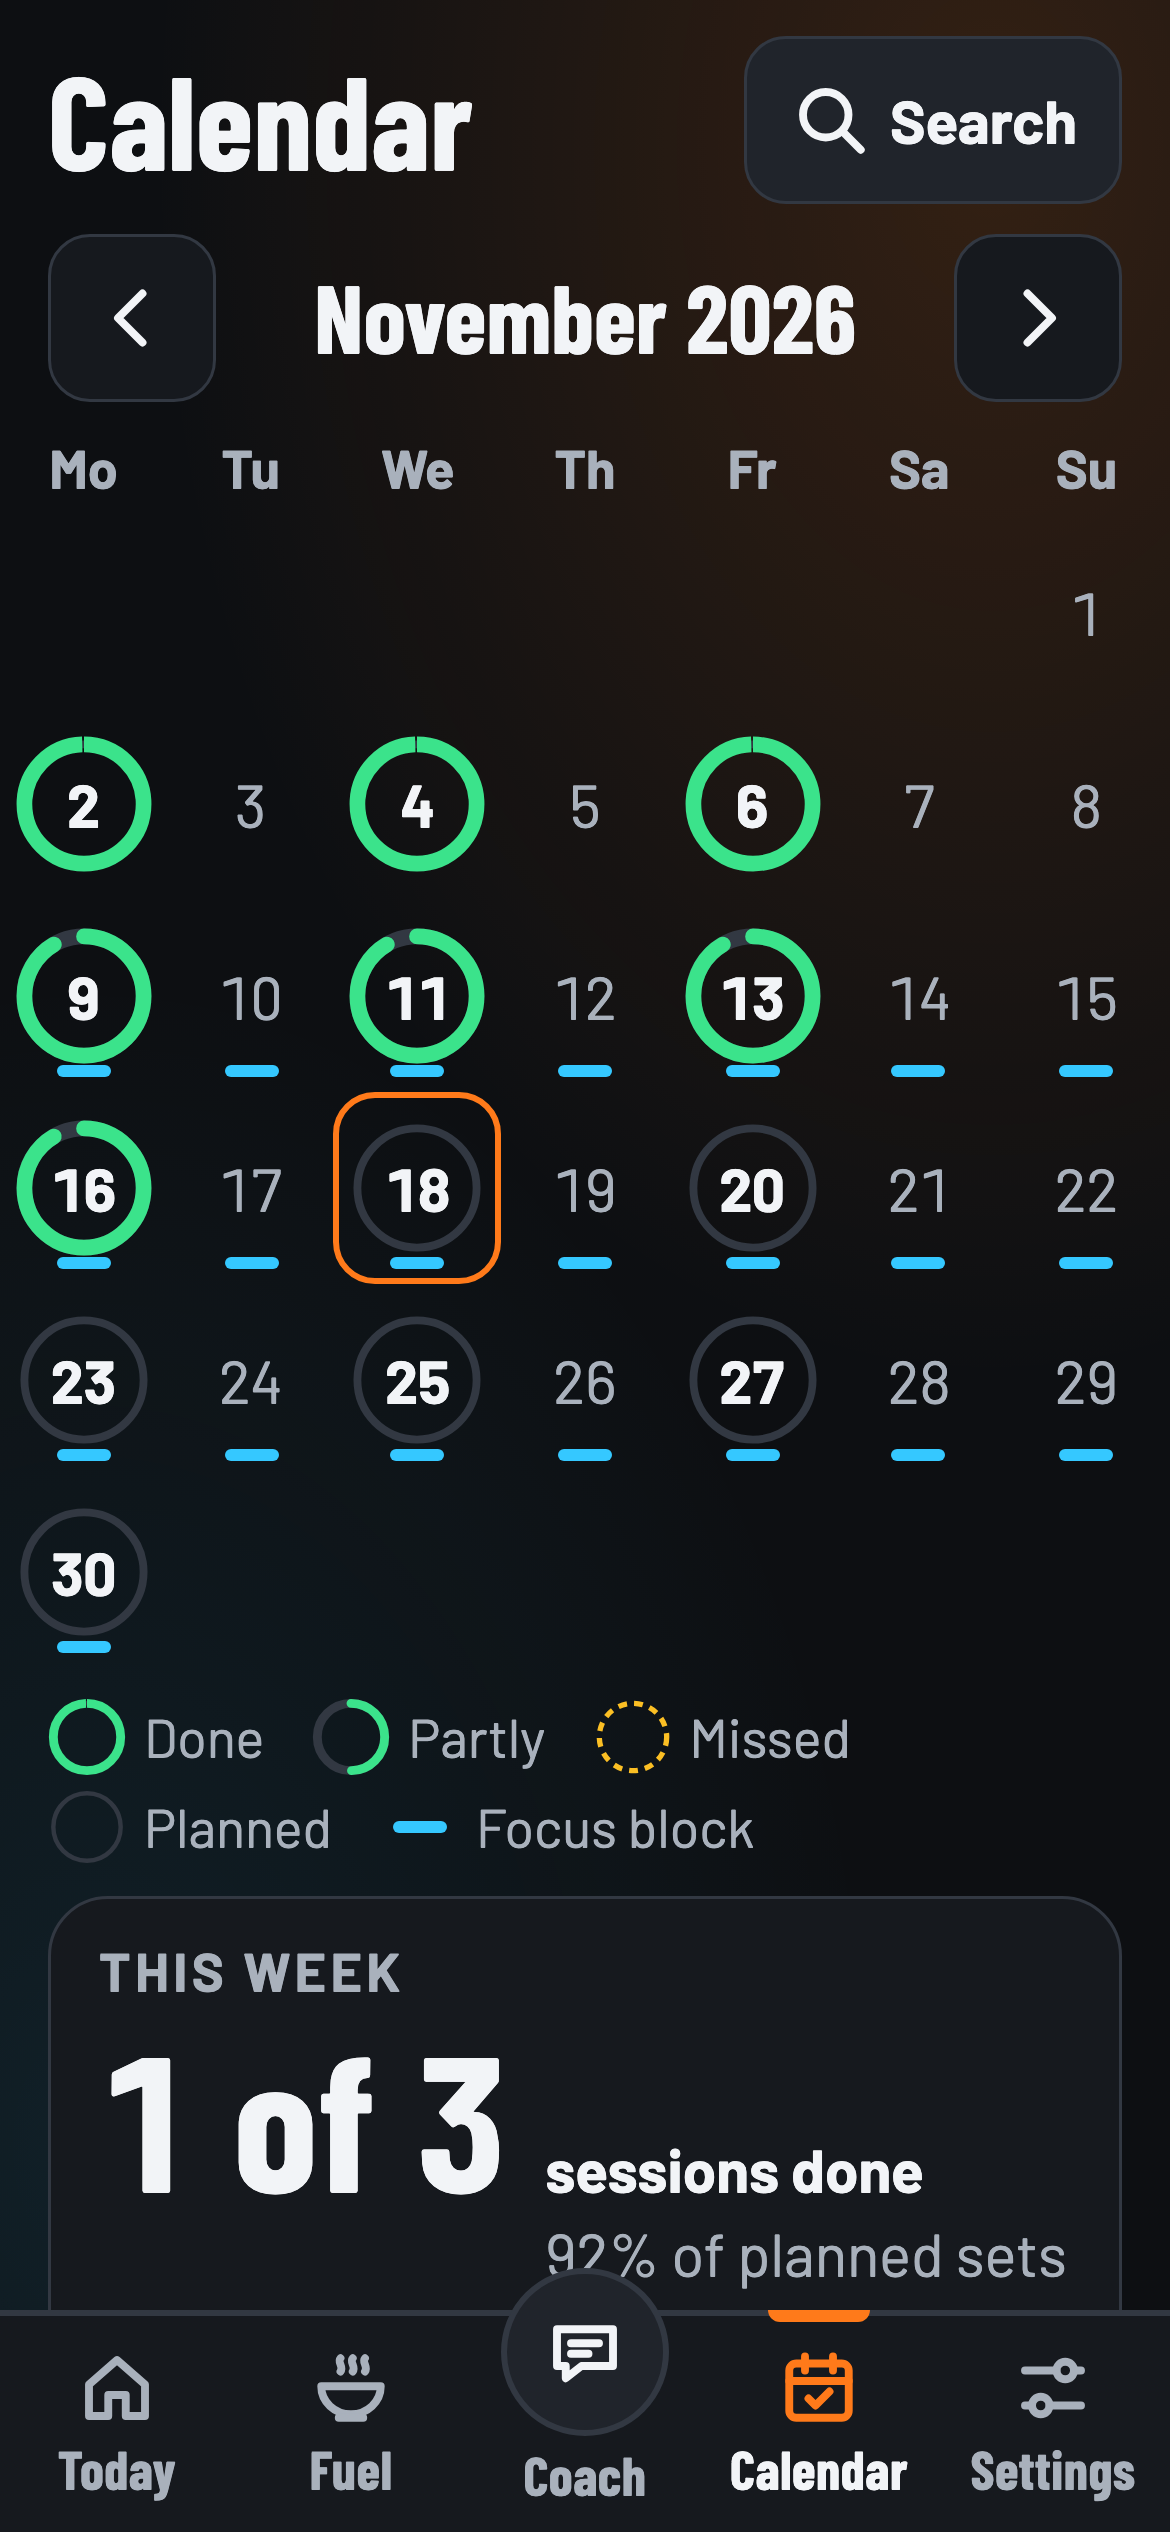 Calendar
Search
November 2026
Mo Tu We Th Fr Sa Su
1
2 3 4 5 6 7 8
9 10 11 12 13 14 15
16 17 18 19 20 21 22
23 24 25 26 27 28 29
30
Done Partly Missed
Planned Focus block
THIS WEEK
1 of 3 sessions done
92% of planned sets
Today Fuel Coach Calendar Settings